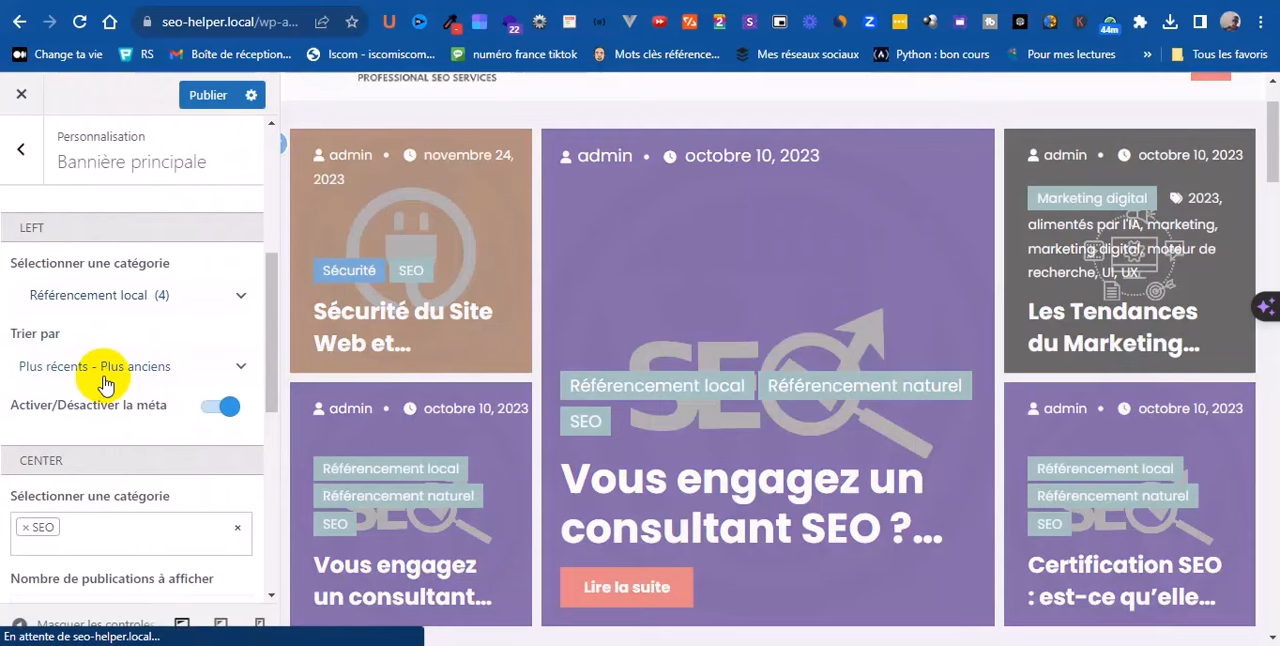 seo-helper.local/wp-a...
22
2
S
Z
tb
K
44m
Change ta vie
RS
Boîte de réception...
Iscom — iscomiscom...
numéro france tiktok
Mots clés référence...
Mes réseaux sociaux
Python : bon cours
Pour mes lectures
»
Tous les favoris
Publier
Personnalisation
Bannière principale
LEFT
Sélectionner une catégorie
Référencement local (4)
Trier par
Plus récents - Plus anciens
Activer/Désactiver la méta
CENTER
Sélectionner une catégorie
× SEO ×
Nombre de publications à afficher
Masquer les contrôles
En attente de seo-helper.local...
PROFESSIONAL SEO SERVICES
admin • novembre 24,
2023
Sécurité SEO
Sécurité du Site
Web et...
admin • octobre 10, 2023
Référencement local
Référencement naturel
SEO
Vous engagez
un consultant...
admin • octobre 10, 2023
SEO
Référencement local Référencement naturel
SEO
Vous engagez un
consultant SEO ?...
Lire la suite
admin • octobre 10, 2023
Marketing digital 2023,
alimentés par l'IA, marketing,
marketing digital, moteur de
recherche, UI, UX
Les Tendances
du Marketing...
admin • octobre 10, 2023
Référencement local
Référencement naturel
SEO
Certification SEO
: est-ce qu'elle...